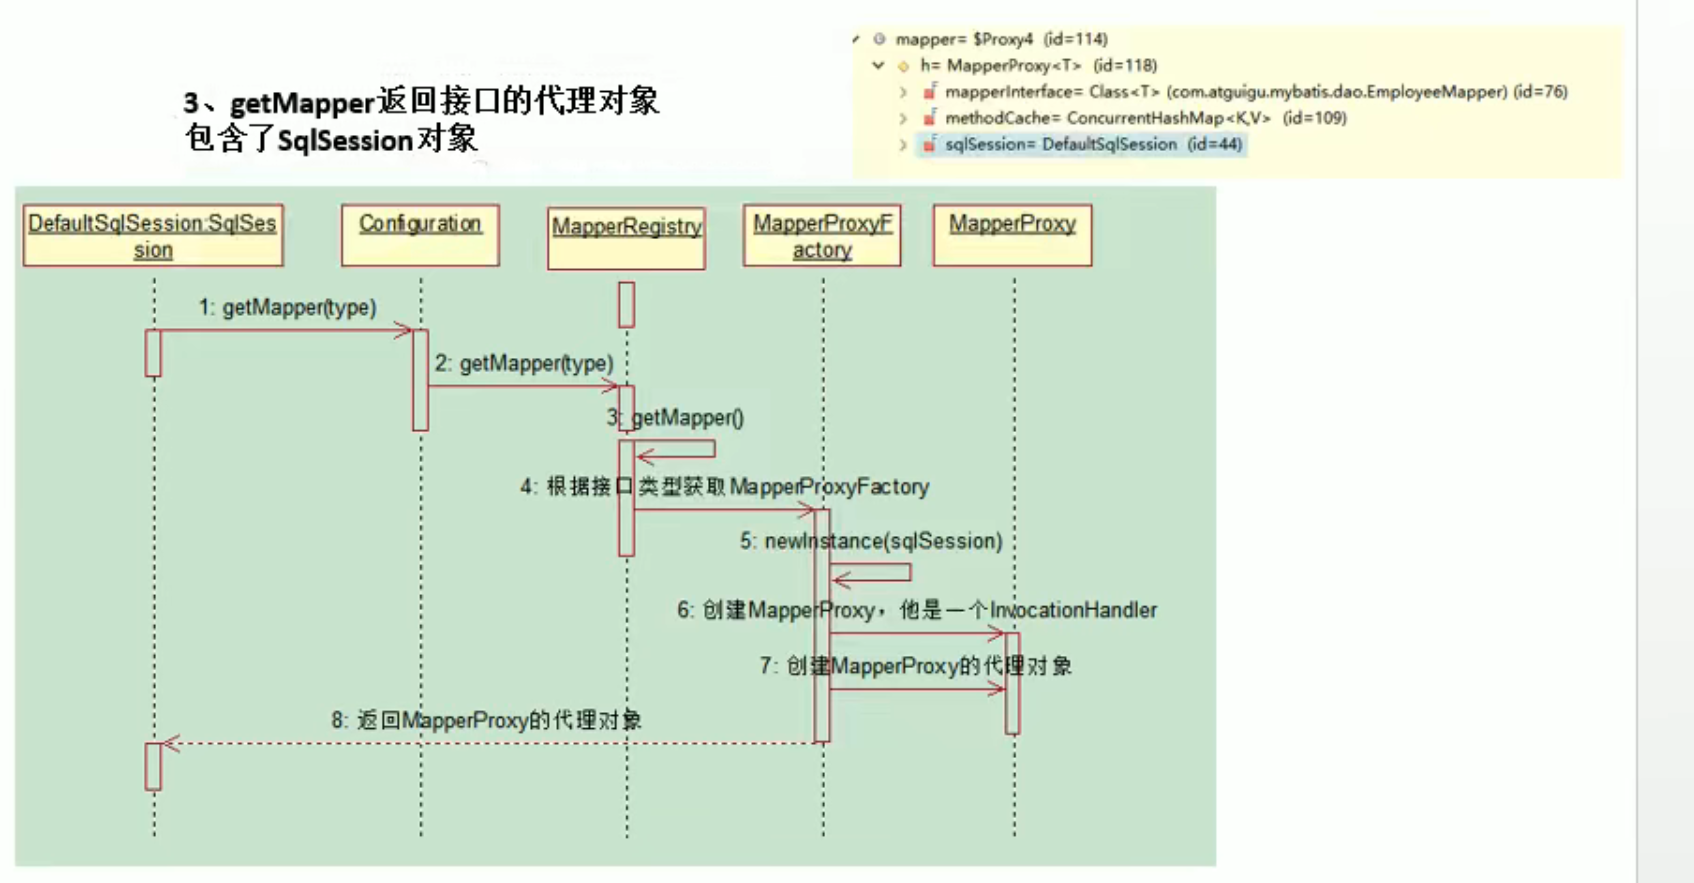 3、getMapper返回接口的代理对象
包含了SqlSession对象
mapper= $Proxy4 (id=114)
h= MapperProxy<T> (id=118)
mapperInterface= Class<T> (com.atguigu.mybatis.dao.EmployeeMapper) (id=76)
methodCache= ConcurrentHashMap<K,V> (id=109)
sqlSession= DefaultSqlSession (id=44)
DefaultSqlSession:SqlSes
sion
Configuration
MapperRegistry
MapperProxyF
actory
MapperProxy
1: getMapper(type)
2: getMapper(type)
3: getMapper()
4: 根据接口类型获取MapperProxyFactory
5: newInstance(sqlSession)
6: 创建MapperProxy，他是一个InvocationHandler
7: 创建MapperProxy的代理对象
8: 返回MapperProxy的代理对象